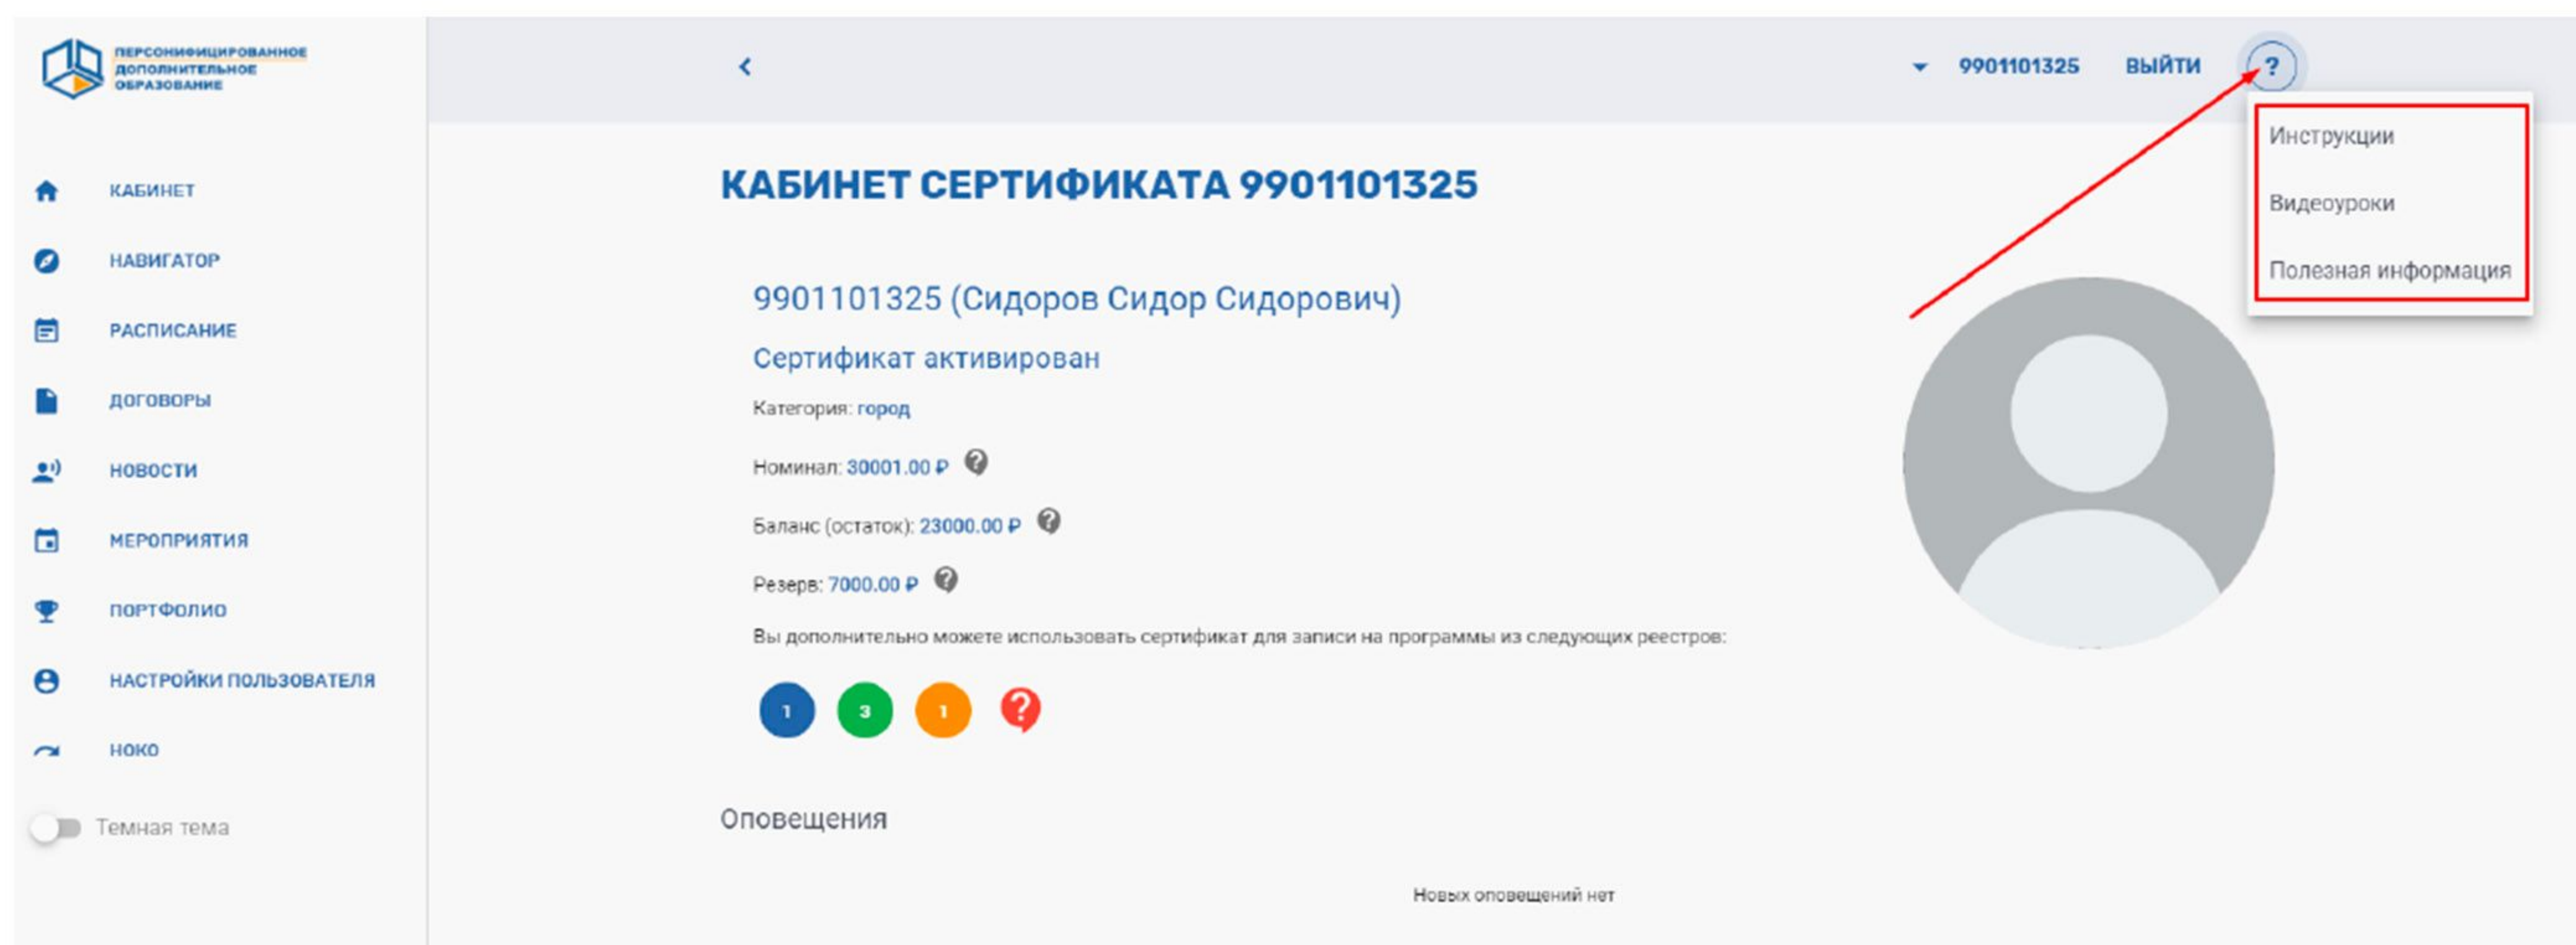 ПЕРСОНИФИЦИРОВАННОЕ
ДОПОЛНИТЕЛЬНОЕ
ОБРАЗОВАНИЕ
9901101325 ВЫЙТИ ?
Инструкции
Видеоуроки
Полезная информация
КАБИНЕТ
НАВИГАТОР
РАСПИСАНИЕ
ДОГОВОРЫ
НОВОСТИ
МЕРОПРИЯТИЯ
ПОРТФОЛИО
НАСТРОЙКИ ПОЛЬЗОВАТЕЛЯ
НОКО
Темная тема
КАБИНЕТ СЕРТИФИКАТА 9901101325
9901101325 (Сидоров Сидор Сидорович)
Сертификат активирован
Категория: город
Номинал: 30001.00 ₽ ?
Баланс (остаток): 23000.00 ₽ ?
Резерв: 7000.00 ₽ ?
Вы дополнительно можете использовать сертификат для записи на программы из следующих реестров:
1 3 1 ?
Оповещения
Новых оповещений нет